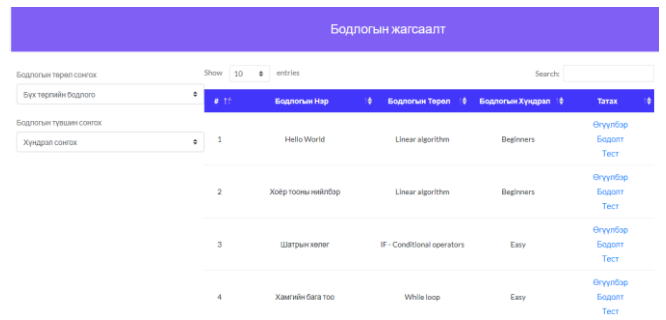 Бодлогын жагсаалт
Бодлогын төрөл сонгох
Бүх төрлийн бодлого
Бодлогын түвшин сонгох
Хүндрэл сонгох
Show 10 entries
Search:
# Бодлогын Нэр Бодлогын Төрөл Бодлогын Хүндрэл Татах
1 Hello World Linear algorithm Beginners Өгүүлбэр
Бодолт
Тест
2 Хоёр тооны нийлбэр Linear algorithm Beginners Өгүүлбэр
Бодолт
Тест
3 Шатрын хөлөг IF - Conditional operators Easy Өгүүлбэр
Бодолт
Тест
4 Хамгийн бага тоо While loop Easy Өгүүлбэр
Бодолт
Тест